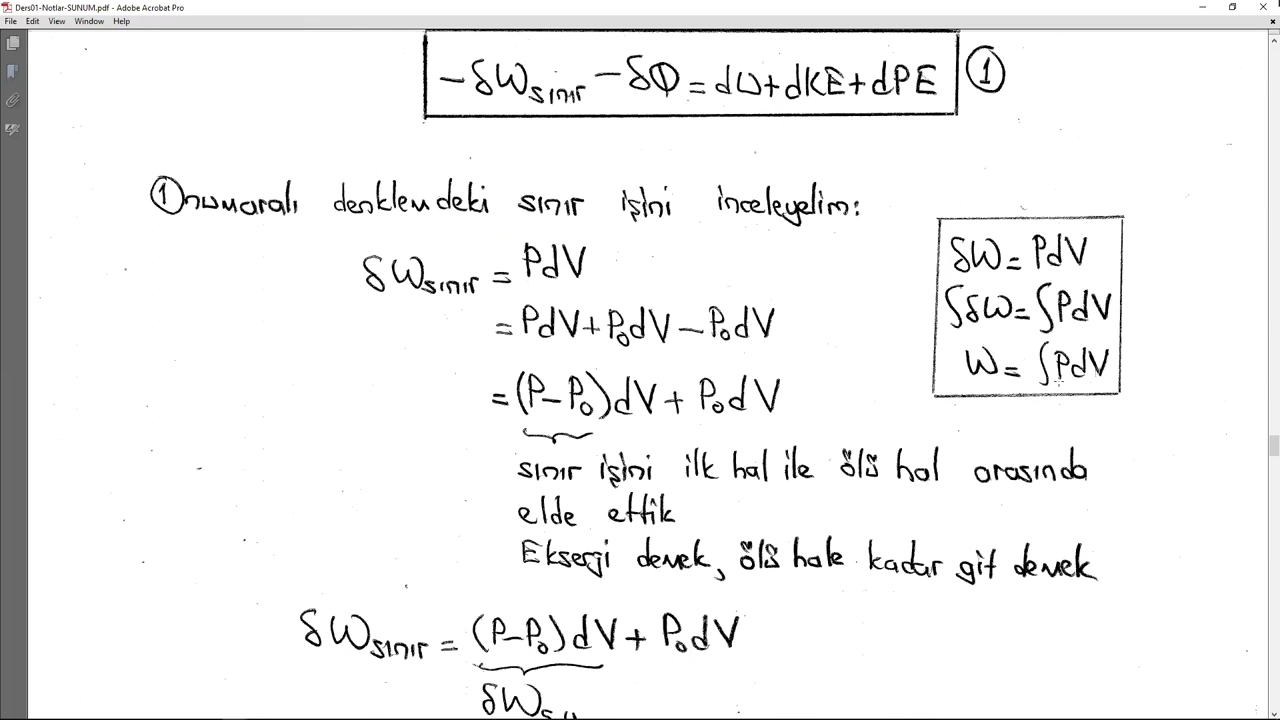 Ders01-Notlar-SUNUM.pdf - Adobe Acrobat Pro
File Edit View Window Help
-δW_sınır - δQ = dU + dKE + dPE ①
① numaralı denklemdeki sınır işini inceleyelim:
δW_sınır = PdV
= PdV + P₀dV - P₀dV
= (P-P₀)dV + P₀dV
δW = PdV
∫δW = ∫PdV
W = ∫PdV
sınır işini ilk hal ile ölü hal arasında
elde ettik
Ekserji demek, ölü hale kadar git demek
δW_sınır = (P-P₀)dV + P₀dV